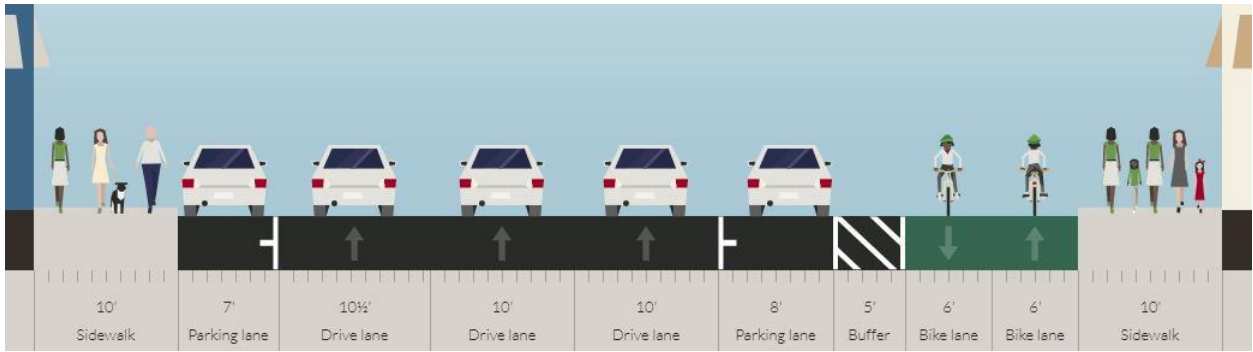 10' 7' 10½' 10' 10' 8' 5' 6' 6' 10'
Sidewalk Parking lane Drive lane Drive lane Drive lane Parking lane Buffer Bike lane Bike lane Sidewalk